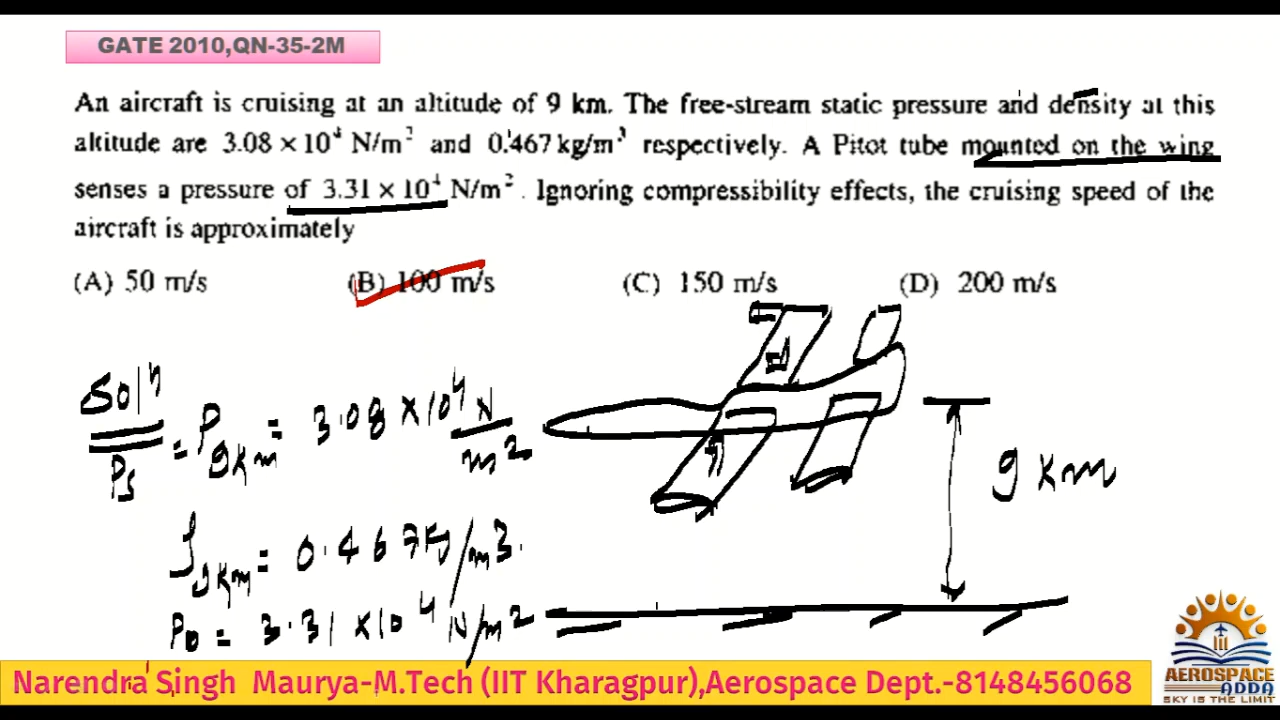 GATE 2010,QN-35-2M
An aircraft is cruising at an altitude of 9 km. The free-stream static pressure and density at this
altitude are 3.08 × 10⁴ N/m² and 0.467 kg/m³ respectively. A Pitot tube mounted on the wing
senses a pressure of 3.31 × 10⁴ N/m². Ignoring compressibility effects, the cruising speed of the
aircraft is approximately
(A) 50 m/s (B) 100 m/s (C) 150 m/s (D) 200 m/s
Solⁿ
Ps = P9km = 3.08 × 10⁴ N/m²
9 km
ρ9km = 0.467 Kg/m3.
P0 = 3.31 × 10⁴ N/m2
Narendra Singh Maurya-M.Tech (IIT Kharagpur),Aerospace Dept.-8148456068
AEROSPACE
ADDA
SKY IS THE LIMIT